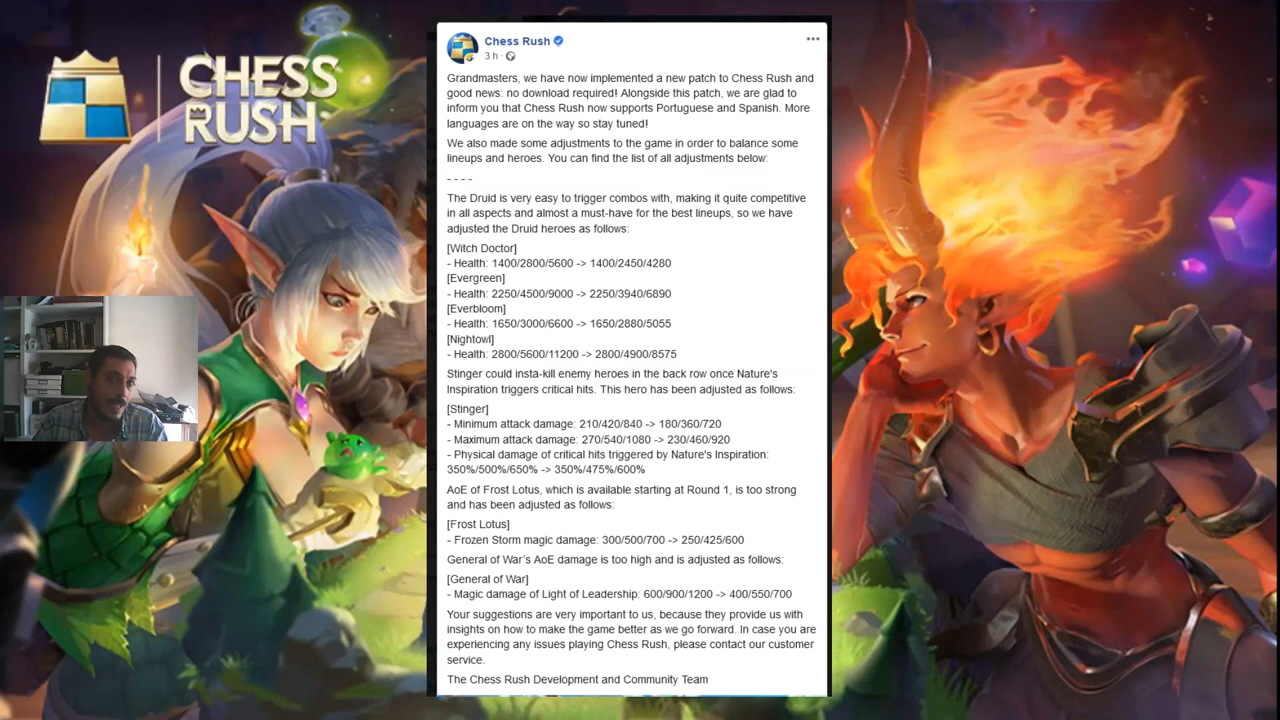 CHESS
RUSH
Chess Rush
3 h ·
Grandmasters, we have now implemented a new patch to Chess Rush and
good news: no download required! Alongside this patch, we are glad to
inform you that Chess Rush now supports Portuguese and Spanish. More
languages are on the way so stay tuned!
We also made some adjustments to the game in order to balance some
lineups and heroes. You can find the list of all adjustments below:
- - - -
The Druid is very easy to trigger combos with, making it quite competitive
in all aspects and almost a must-have for the best lineups, so we have
adjusted the Druid heroes as follows:
[Witch Doctor]
- Health: 1400/2800/5600 -> 1400/2450/4280
[Evergreen]
- Health: 2250/4500/9000 -> 2250/3940/6890
[Everbloom]
- Health: 1650/3000/6600 -> 1650/2880/5055
[Nightowl]
- Health: 2800/5600/11200 -> 2800/4900/8575
Stinger could insta-kill enemy heroes in the back row once Nature's
Inspiration triggers critical hits. This hero has been adjusted as follows:
[Stinger]
- Minimum attack damage: 210/420/840 -> 180/360/720
- Maximum attack damage: 270/540/1080 -> 230/460/920
- Physical damage of critical hits triggered by Nature's Inspiration:
350%/500%/650% -> 350%/475%/600%
AoE of Frost Lotus, which is available starting at Round 1, is too strong
and has been adjusted as follows:
[Frost Lotus]
- Frozen Storm magic damage: 300/500/700 -> 250/425/600
General of War's AoE damage is too high and is adjusted as follows:
[General of War]
- Magic damage of Light of Leadership: 600/900/1200 -> 400/550/700
Your suggestions are very important to us, because they provide us with
insights on how to make the game better as we go forward. In case you are
experiencing any issues playing Chess Rush, please contact our customer
service.
The Chess Rush Development and Community Team